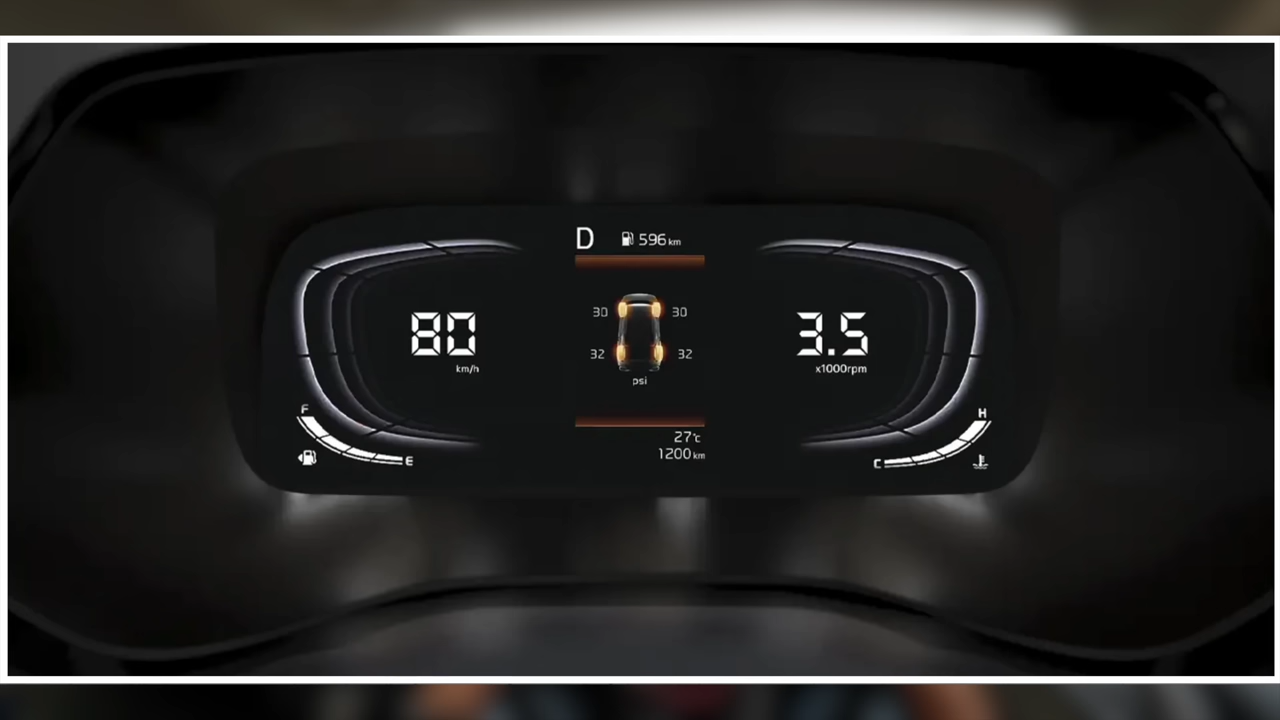 D 596 km
30 30
80 3.5
km/h x1000rpm
32 32
psi
F H
27°c
1200 km
E C